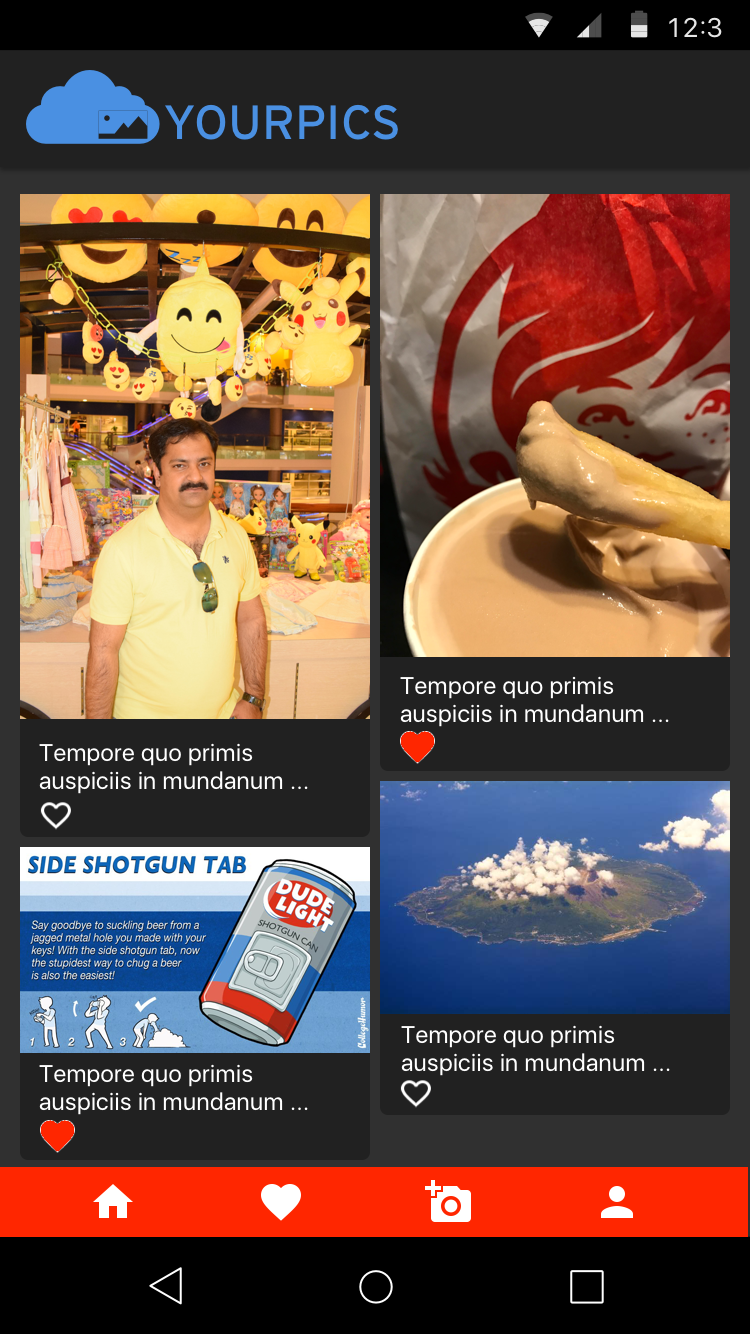 12:3
YOURPICS
Tempore quo primis
auspiciis in mundanum ...
Tempore quo primis
auspiciis in mundanum ...
SIDE SHOTGUN TAB
Say goodbye to suckling beer from a
jagged metal hole you made with your
keys! With the side shotgun tab, now
the stupidest way to chug a beer
is also the easiest!
DUDE
LIGHT
SHOTGUN CAN
1 2 3
CollegeHumor
Tempore quo primis
auspiciis in mundanum ...
Tempore quo primis
auspiciis in mundanum ...